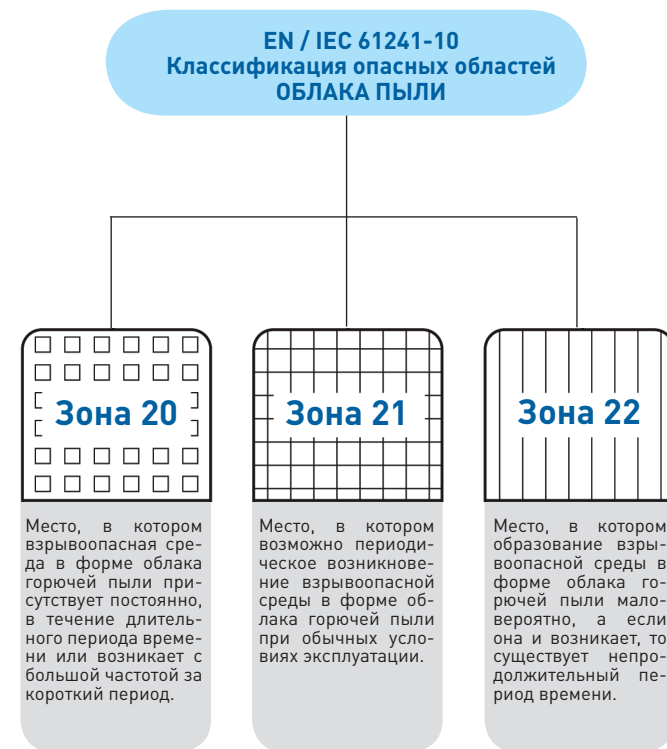 EN / IEC 61241-10
Классификация опасных областей
ОБЛАКА ПЫЛИ
Зона 20
Место, в котором
взрывоопасная сре-
да в форме облака
горючей пыли при-
сутствует постоянно,
в течение длитель-
ного периода време-
ни или возникает с
большой частотой за
короткий период.
Зона 21
Место, в котором
возможно периоди-
ческое возникнове-
ние взрывоопасной
среды в форме об-
лака горючей пыли
при обычных усло-
виях эксплуатации.
Зона 22
Место, в котором
образование взры-
воопасной среды в
форме облака го-
рючей пыли мало-
вероятно, а если
она и возникает, то
существует непро-
должительный пе-
риод времени.